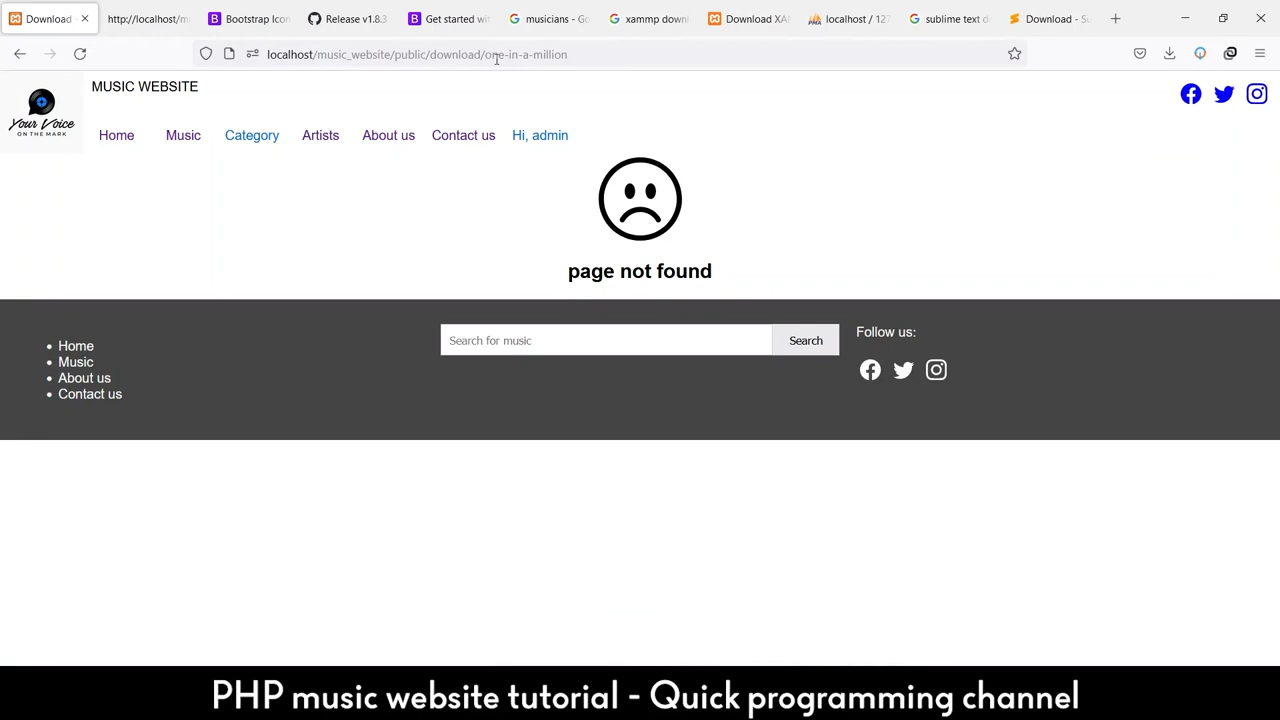 Download -
http://localhost/m
Bootstrap Icon
Release v1.8.3
Get started wi
musicians - Go
xammp down
Download XA
localhost / 127
sublime text d
Download - Su
localhost/music_website/public/download/one-in-a-million
YOUR VOICE
ON THE MARK
MUSIC WEBSITE
Home Music Category Artists About us Contact us Hi, admin
page not found
Home
Music
About us
Contact us
Search for music Search
Follow us:
PHP music website tutorial - Quick programming channel